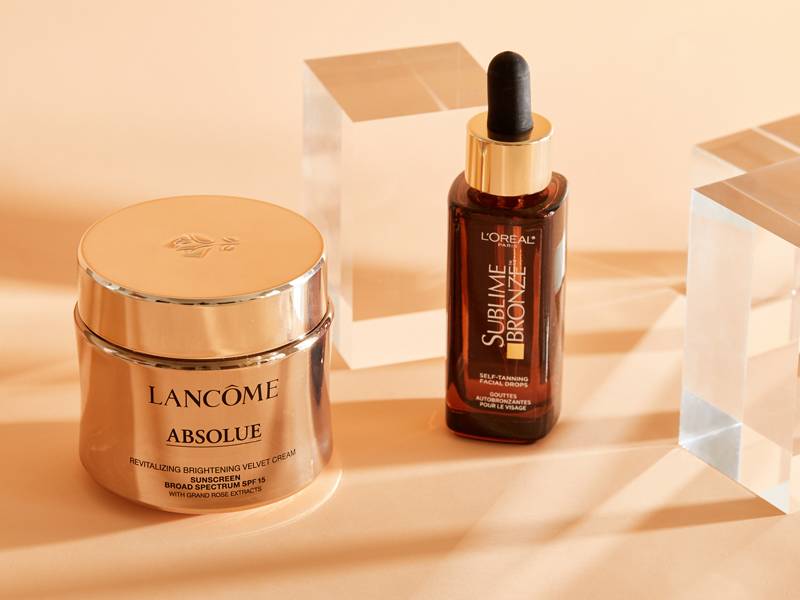 LANCÔME
ABSOLUE
REVITALIZING BRIGHTENING VELVET CREAM
SUNSCREEN
BROAD SPECTRUM SPF 15
WITH GRAND ROSE EXTRACTS
L'ORÉAL
PARIS
SUBLIME
BRONZE™
SELF-TANNING
FACIAL DROPS
GOUTTES
AUTOBRONZANTES
POUR LE VISAGE